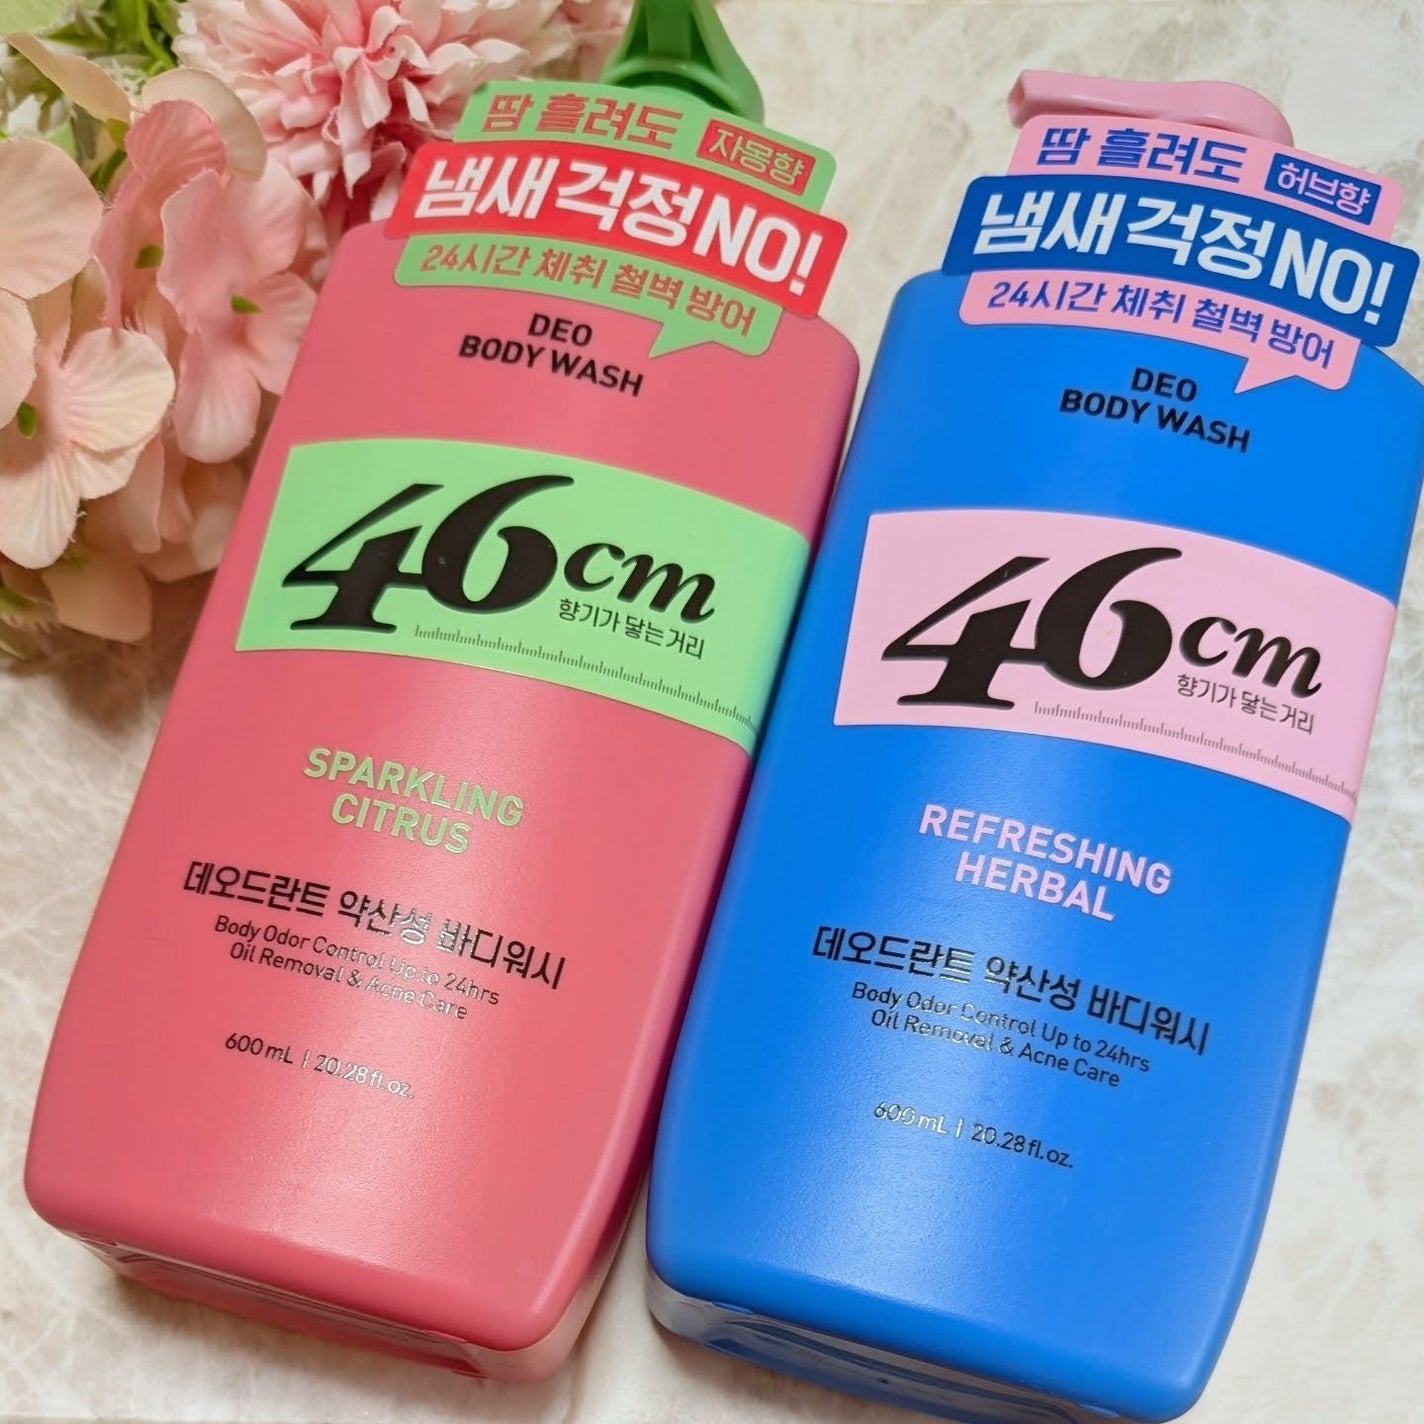 땀 흘려도 자몽향
냄새 걱정 NO!
24시간 체취 철벽 방어
DEO
BODY WASH
46cm
향기가 닿는 거리
SPARKLING
CITRUS
데오드란트 약산성 바디워시
Body Odor Control Up to 24hrs
Oil Removal & Acne Care
600 mL | 20.28 fl. oz.
땀 흘려도 허브향
냄새 걱정 NO!
24시간 체취 철벽 방어
DEO
BODY WASH
46cm
향기가 닿는 거리
REFRESHING
HERBAL
데오드란트 약산성 바디워시
Body Odor Control Up to 24hrs
Oil Removal & Acne Care
600 mL | 20.28 fl. oz.